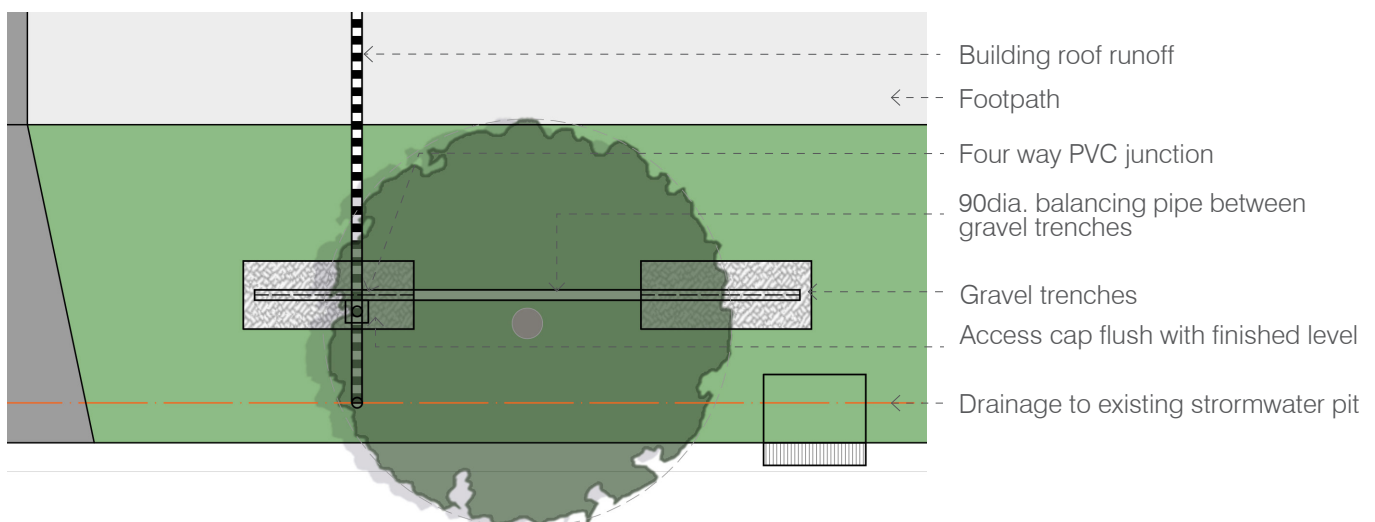 Building roof runoff
Footpath
Four way PVC junction
90dia. balancing pipe between
gravel trenches
Gravel trenches
Access cap flush with finished level
Drainage to existing strormwater pit